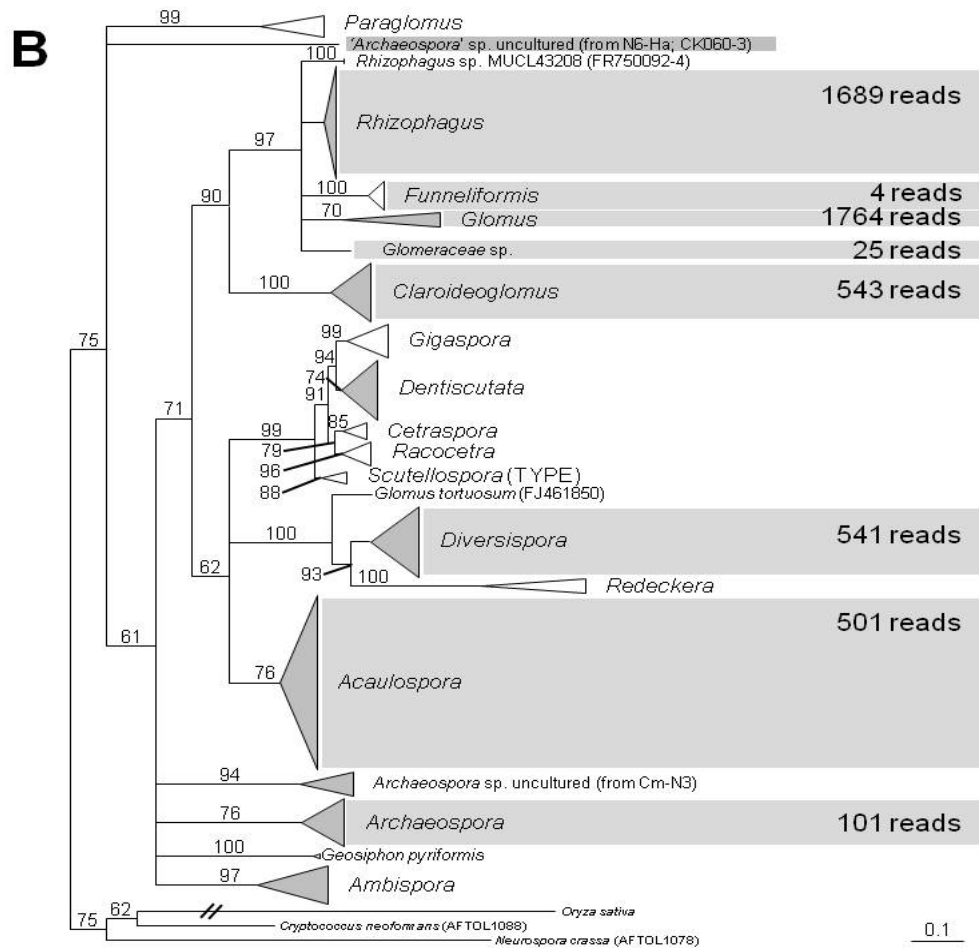 B
99
Paraglomus
'Archaeospora' sp. uncultured (from N6-Ha; CK060-3)
100
Rhizophagus sp. MUCL43208 (FR750092-4)
1689 reads
Rhizophagus
97
90
100
Funneliformis
4 reads
70
Glomus
1764 reads
Glomeraceae sp.
25 reads
100
Claroideoglomus
543 reads
75
99
Gigaspora
94
74
Dentiscutata
91
71
99
85
Cetraspora
79
Racocetra
96
Scutellospora (TYPE)
88
Glomus tortuosum (FJ461850)
100
Diversispora
541 reads
62
93
100
Redeckera
501 reads
61
76
Acaulospora
94
Archaeospora sp. uncultured (from Cm-N3)
76
Archaeospora
101 reads
100
Geosiphon pyriformis
97
Ambispora
75
62
Oryza sativa
Cryptococcus neoformans (AFTOL1088)
Neurospora crassa (AFTOL1078)
0.1